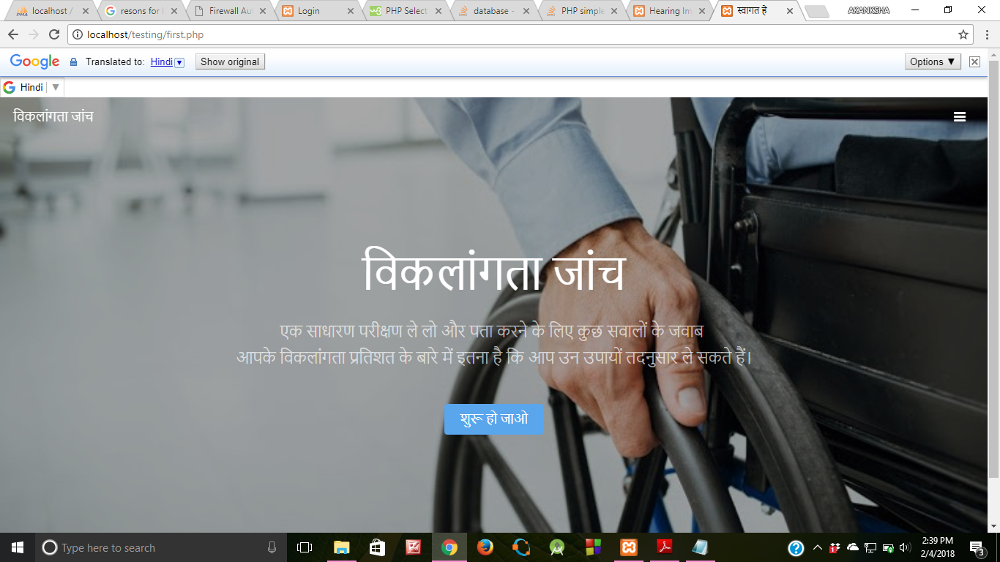 localhost /
resons for
Firewall Aut
Login
PHP Select
database -
PHP simple
Hearing Im
स्वागत हे
AKANKSHA
localhost/testing/first.php
Google Translated to: Hindi Show original Options ▼
Hindi
विकलांगता जांच
विकलांगता जांच
एक साधारण परीक्षण ले लो और पता करने के लिए कुछ सवालों के जवाब
आपके विकलांगता प्रतिशत के बारे में इतना है कि आप उन उपायों तदनुसार ले सकते हैं।
शुरू हो जाओ
Type here to search
2:39 PM
2/4/2018
3